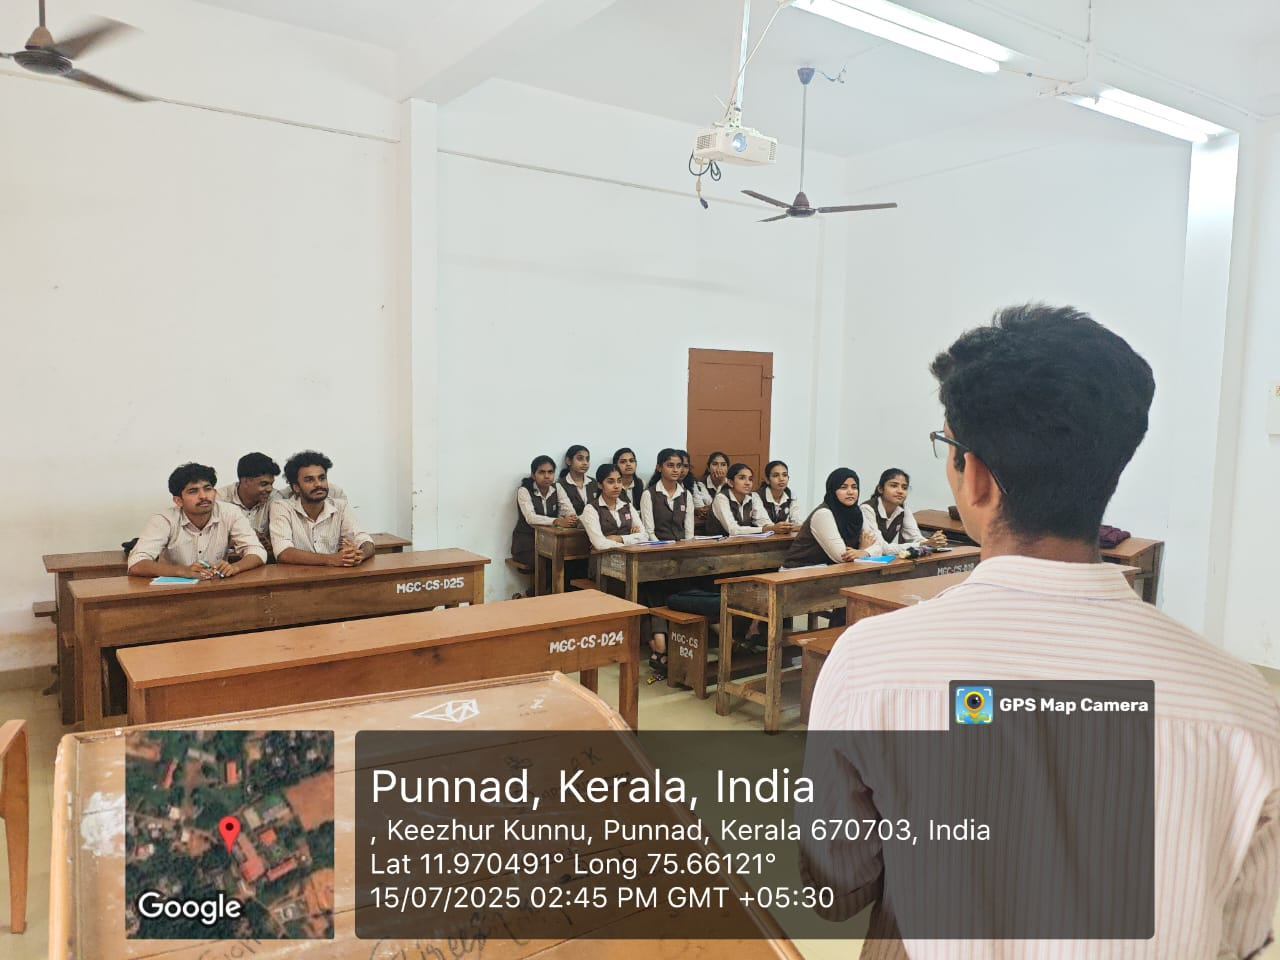 MGC-CS-D25
MGC-CS-D24
MGC-CS
B24
GPS Map Camera
Punnad, Kerala, India
, Keezhur Kunnu, Punnad, Kerala 670703, India
Lat 11.970491° Long 75.66121°
15/07/2025 02:45 PM GMT +05:30
Google